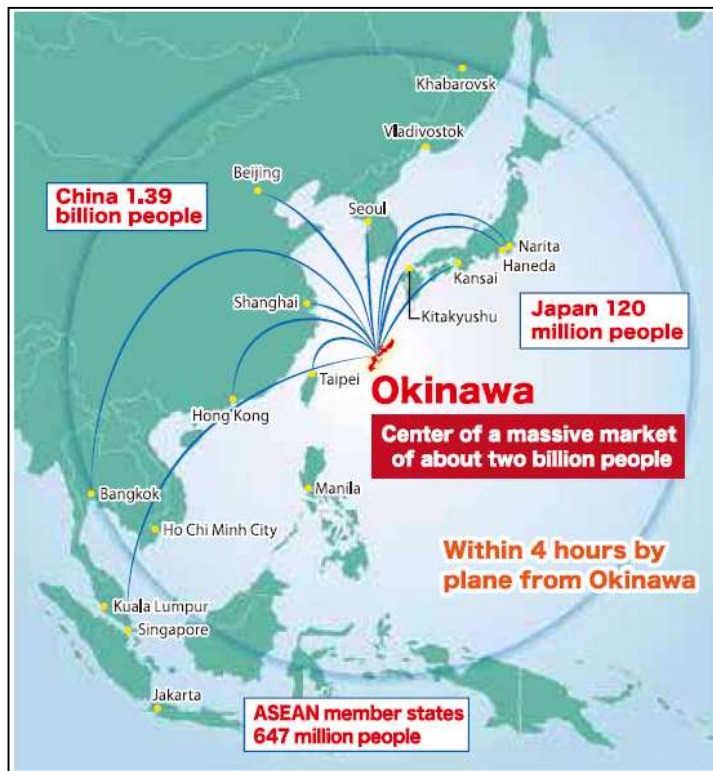 Khabarovsk
Vladivostok
Beijing
China 1.39
billion people
Seoul
Narita
Haneda
Kansai
Shanghai
Kitakyushu
Japan 120
million people
Taipei
Okinawa
Hong Kong
Center of a massive market
of about two billion people
Bangkok
Manila
Ho Chi Minh City
Within 4 hours by
plane from Okinawa
Kuala Lumpur
Singapore
Jakarta
ASEAN member states
647 million people